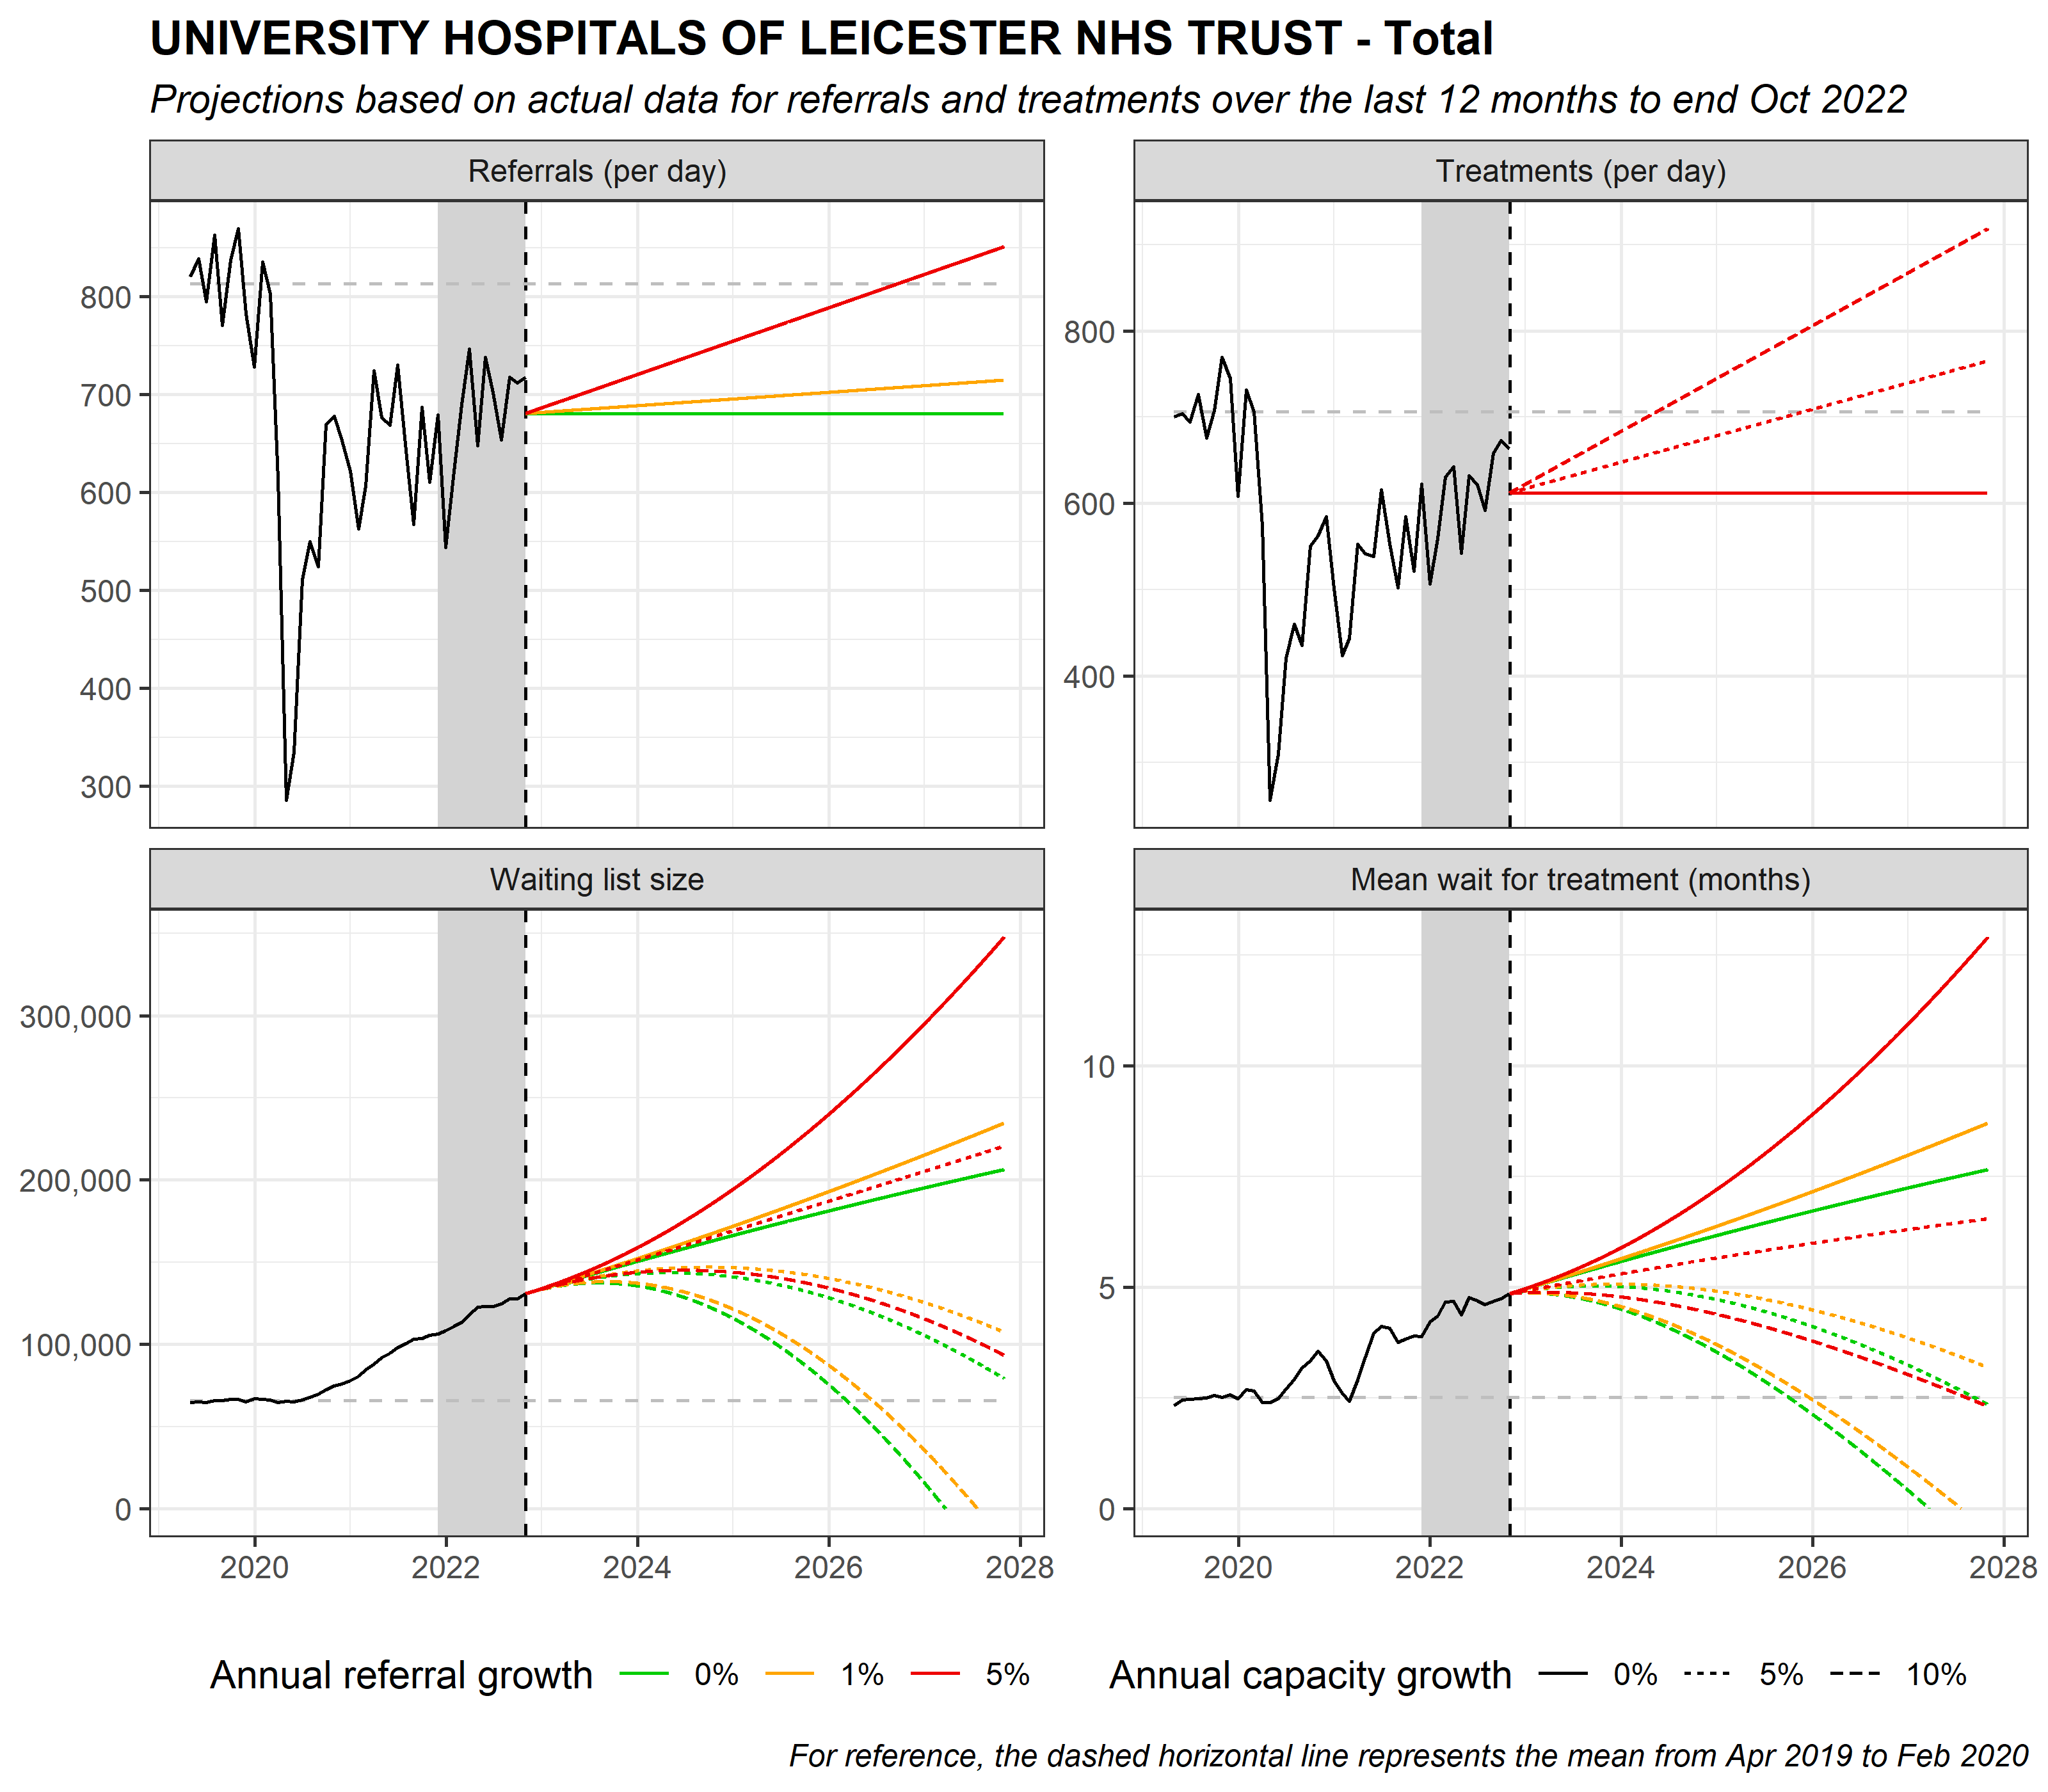 UNIVERSITY HOSPITALS OF LEICESTER NHS TRUST - Total
Projections based on actual data for referrals and treatments over the last 12 months to end Oct 2022
Referrals (per day)
800
700
600
500
400
300
Treatments (per day)
800
600
400
Waiting list size
300,000
200,000
100,000
0
2020 2022 2024 2026 2028
Mean wait for treatment (months)
10
5
0
2020 2022 2024 2026 2028
Annual referral growth 0% 1% 5%
Annual capacity growth 0% 5% 10%
For reference, the dashed horizontal line represents the mean from Apr 2019 to Feb 2020